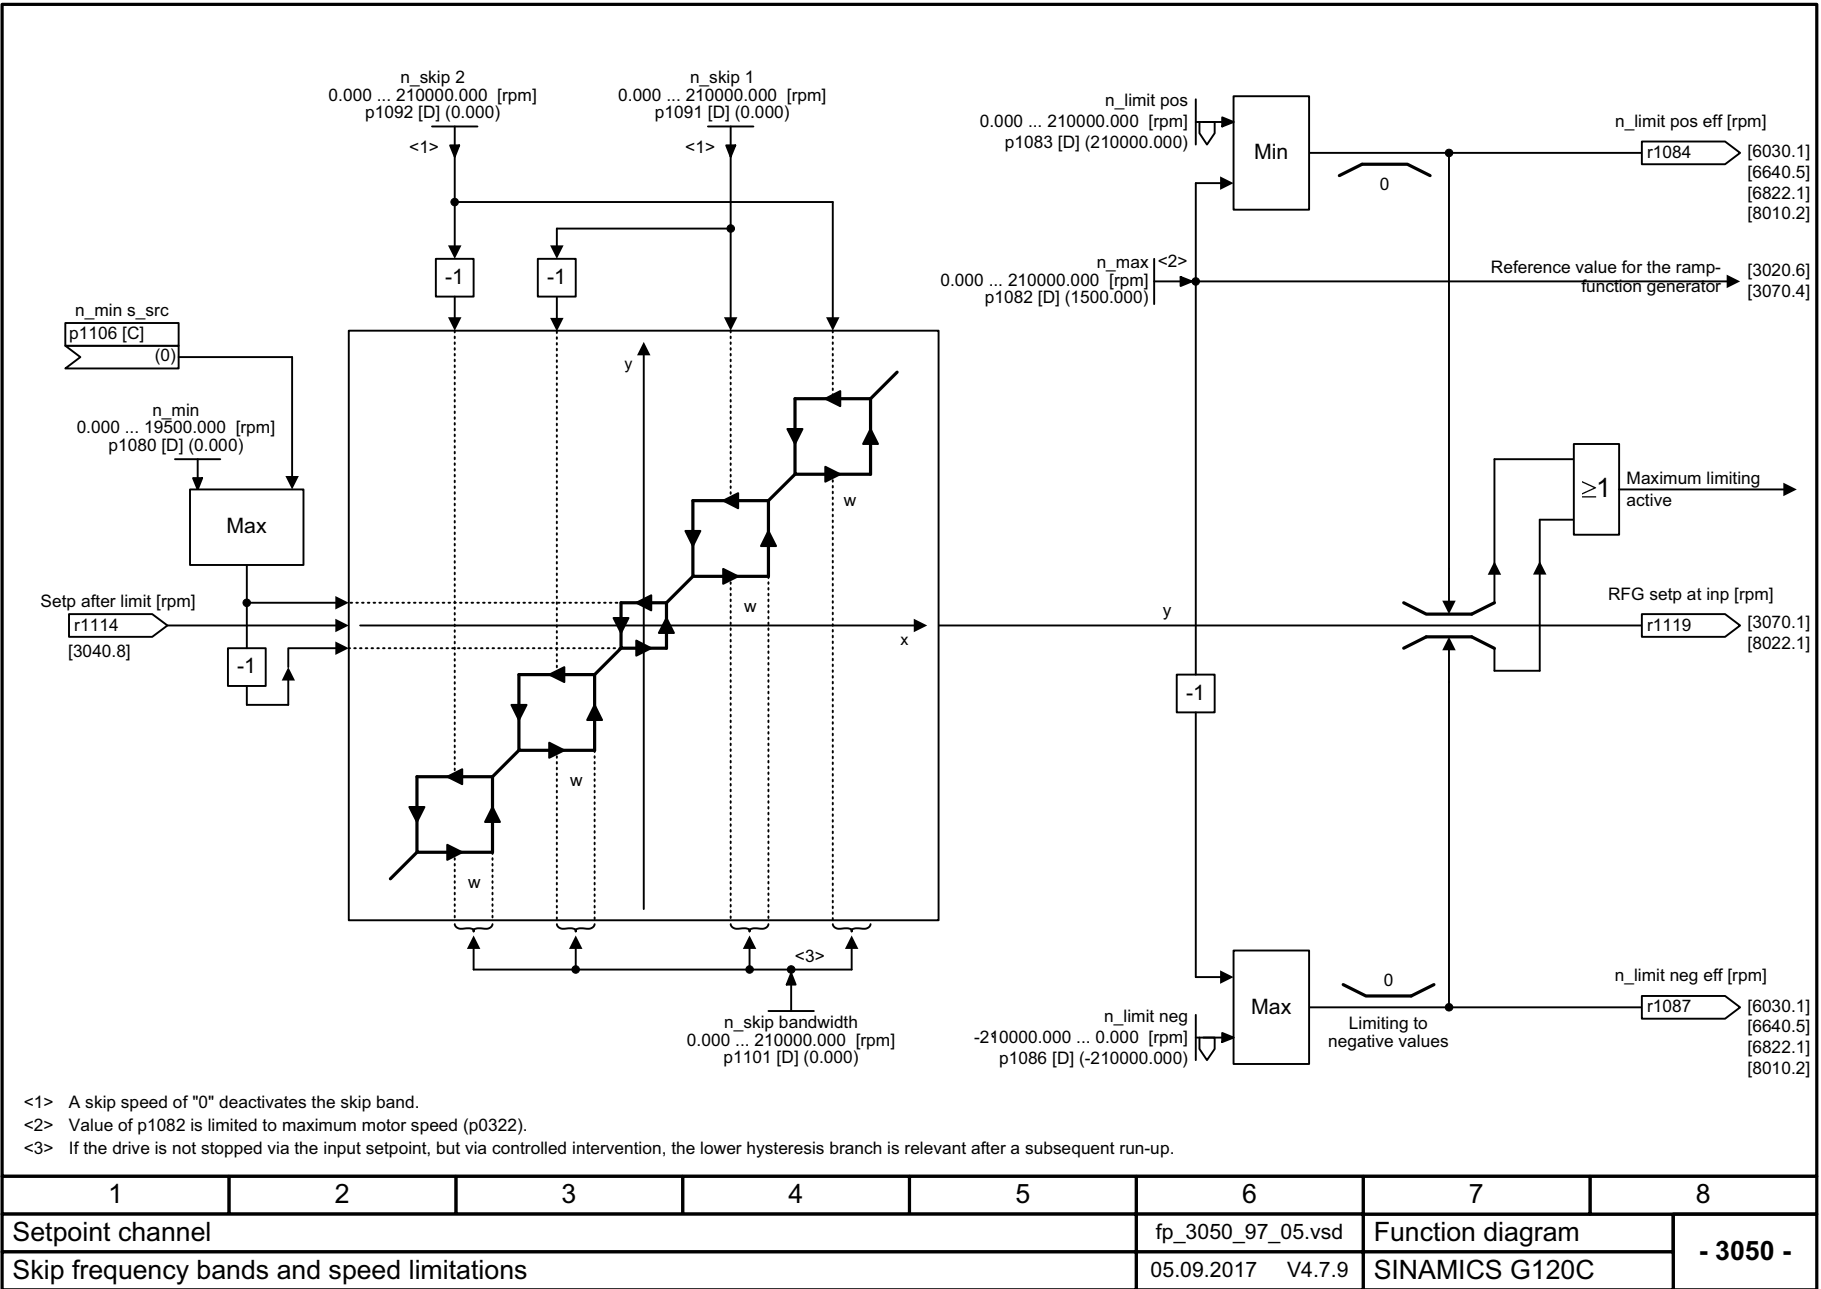 n_skip 2
0.000 ... 210000.000 [rpm]
p1092 [D] (0.000)
<1>
n_skip 1
0.000 ... 210000.000 [rpm]
p1091 [D] (0.000)
<1>
n_limit pos
0.000 ... 210000.000 [rpm]
p1083 [D] (210000.000)
Min
0
n_limit pos eff [rpm]
r1084
[6030.1]
[6640.5]
[6822.1]
[8010.2]
-1
-1
n_max
<2>
0.000 ... 210000.000 [rpm]
p1082 [D] (1500.000)
Reference value for the ramp-
function generator
[3020.6]
[3070.4]
n_min s_src
p1106 [C]
(0)
n_min
0.000 ... 19500.000 [rpm]
p1080 [D] (0.000)
Max
y
w
w
w
w
x
Setp after limit [rpm]
r1114
[3040.8]
-1
y
≥1
Maximum limiting
active
RFG setp at inp [rpm]
r1119
[3070.1]
[8022.1]
-1
<3>
n_skip bandwidth
0.000 ... 210000.000 [rpm]
p1101 [D] (0.000)
n_limit neg
-210000.000 ... 0.000 [rpm]
p1086 [D] (-210000.000)
Max
0
Limiting to
negative values
n_limit neg eff [rpm]
r1087
[6030.1]
[6640.5]
[6822.1]
[8010.2]
<1> A skip speed of "0" deactivates the skip band.
<2> Value of p1082 is limited to maximum motor speed (p0322).
<3> If the drive is not stopped via the input setpoint, but via controlled intervention, the lower hysteresis branch is relevant after a subsequent run-up.
1 2 3 4 5 6 7 8
Setpoint channel
fp_3050_97_05.vsd
Function diagram
- 3050 -
Skip frequency bands and speed limitations
05.09.2017 V4.7.9
SINAMICS G120C